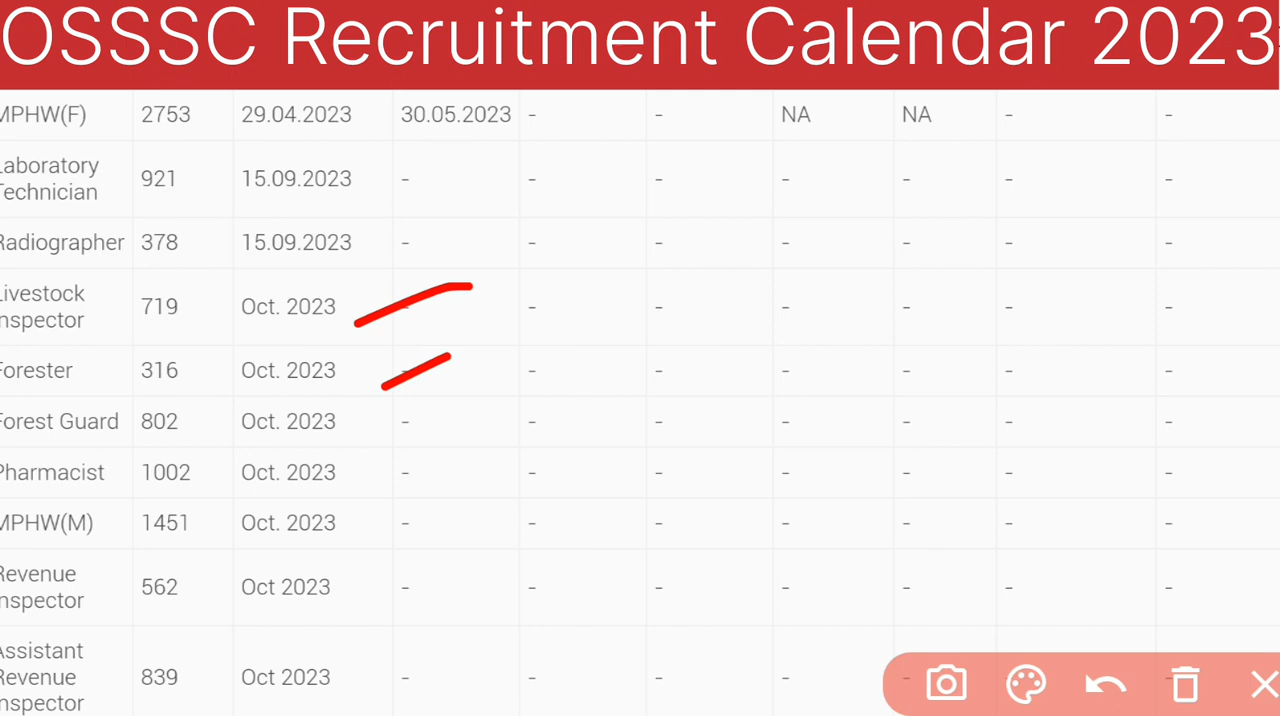 OSSSC Recruitment Calendar 2023
MPHW(F) 2753 29.04.2023 30.05.2023 - - NA NA - -
Laboratory
Technician 921 15.09.2023 - - - - - - -
Radiographer 378 15.09.2023 - - - - - - -
Livestock
Inspector 719 Oct. 2023 - - - - - - -
Forester 316 Oct. 2023 - - - - - - -
Forest Guard 802 Oct. 2023 - - - - - - -
Pharmacist 1002 Oct. 2023 - - - - - - -
MPHW(M) 1451 Oct. 2023 - - - - - - -
Revenue
Inspector 562 Oct 2023 - - - - - - -
Assistant
Revenue
Inspector 839 Oct 2023 - - - - - - -